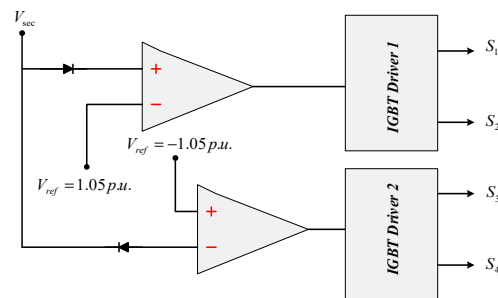 V_sec
+
−
IGBT Driver 1
S_1
S_2
V_ref = 1.05 p.u.
V_ref = −1.05 p.u.
+
−
IGBT Driver 2
S_3
S_4